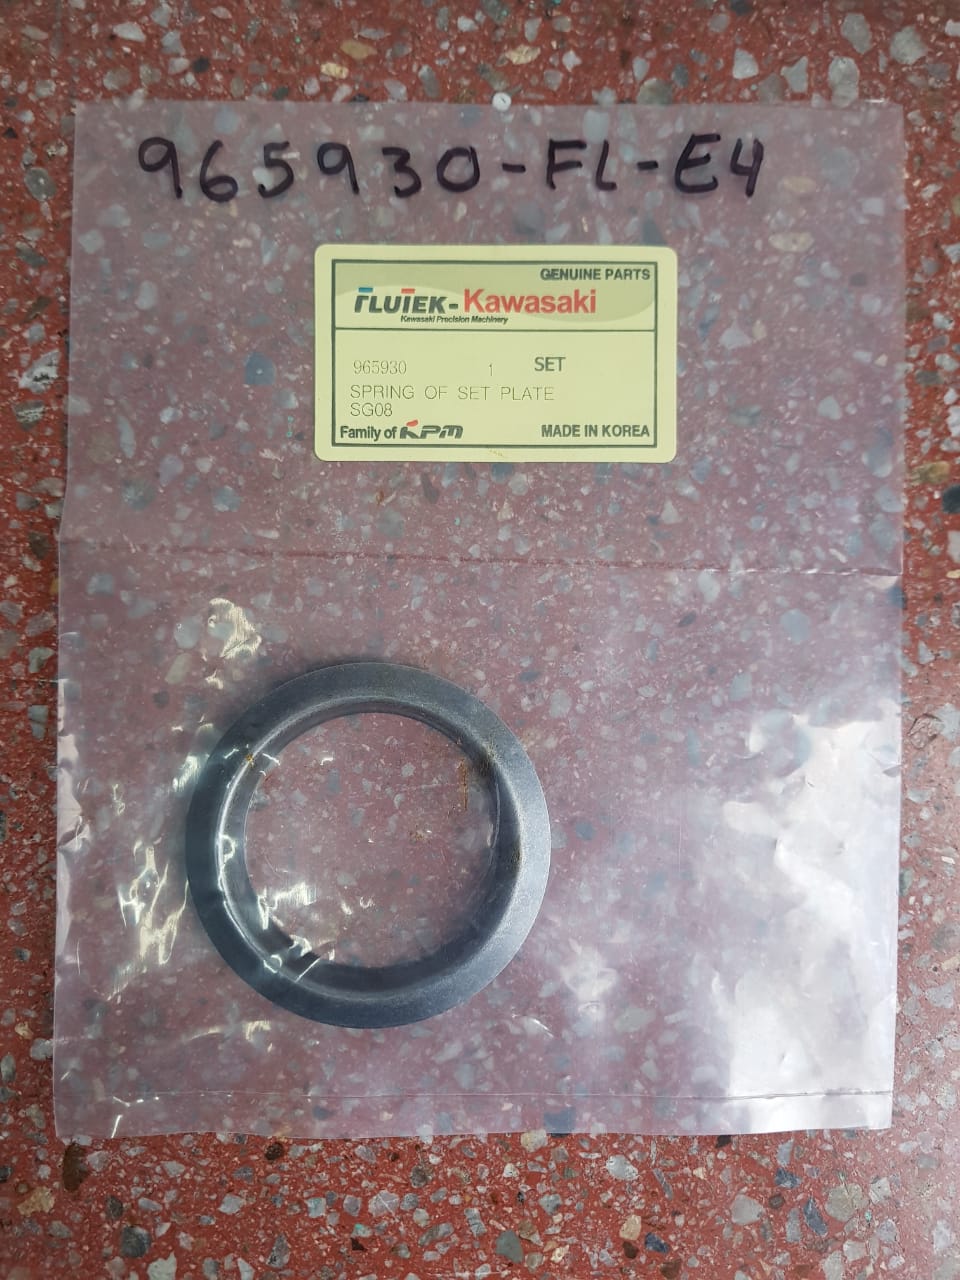 965930-FL-E4
GENUINE PARTS
FLUTEK-Kawasaki
Kawasaki Precision Machinery
965930 1 SET
SPRING OF SET PLATE
SG08
Family of KPM MADE IN KOREA